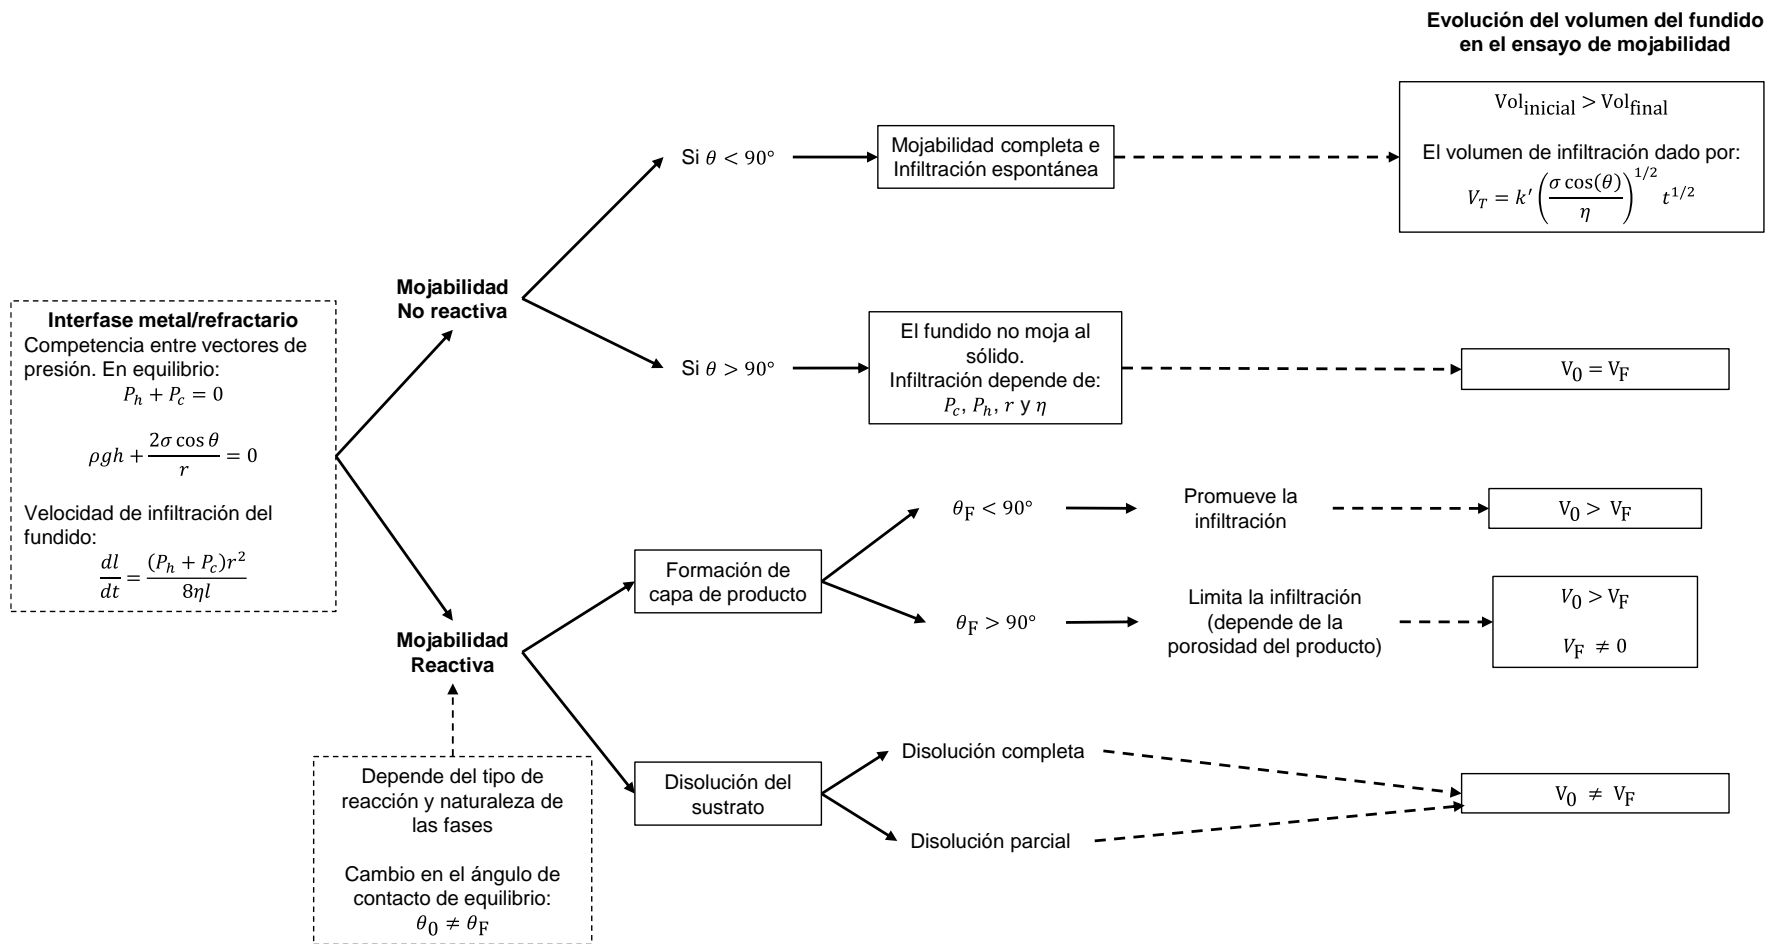 Evolución del volumen del fundido
en el ensayo de mojabilidad
Vol_inicial > Vol_final
El volumen de infiltración dado por:
V_T = k′ (σ cos(θ) / η)^1/2 t^1/2
Si θ < 90°
Mojabilidad completa e
Infiltración espontánea
Mojabilidad
No reactiva
Si θ > 90°
El fundido no moja al
sólido.
Infiltración depende de:
P_c, P_h, r y η
V_0 = V_F
Interfase metal/refractario
Competencia entre vectores de
presión. En equilibrio:
P_h + P_c = 0
ρgh + 2σ cos θ / r = 0
Velocidad de infiltración del
fundido:
dl/dt = (P_h + P_c)r² / 8ηl
Mojabilidad
Reactiva
Formación de
capa de producto
θ_F < 90°
Promueve la
infiltración
V_0 > V_F
θ_F > 90°
Limita la infiltración
(depende de la
porosidad del producto)
V_0 > V_F
V_F ≠ 0
Disolución del
sustrato
Disolución completa
Disolución parcial
V_0 ≠ V_F
Depende del tipo de
reacción y naturaleza de
las fases
Cambio en el ángulo de
contacto de equilibrio:
θ_0 ≠ θ_F